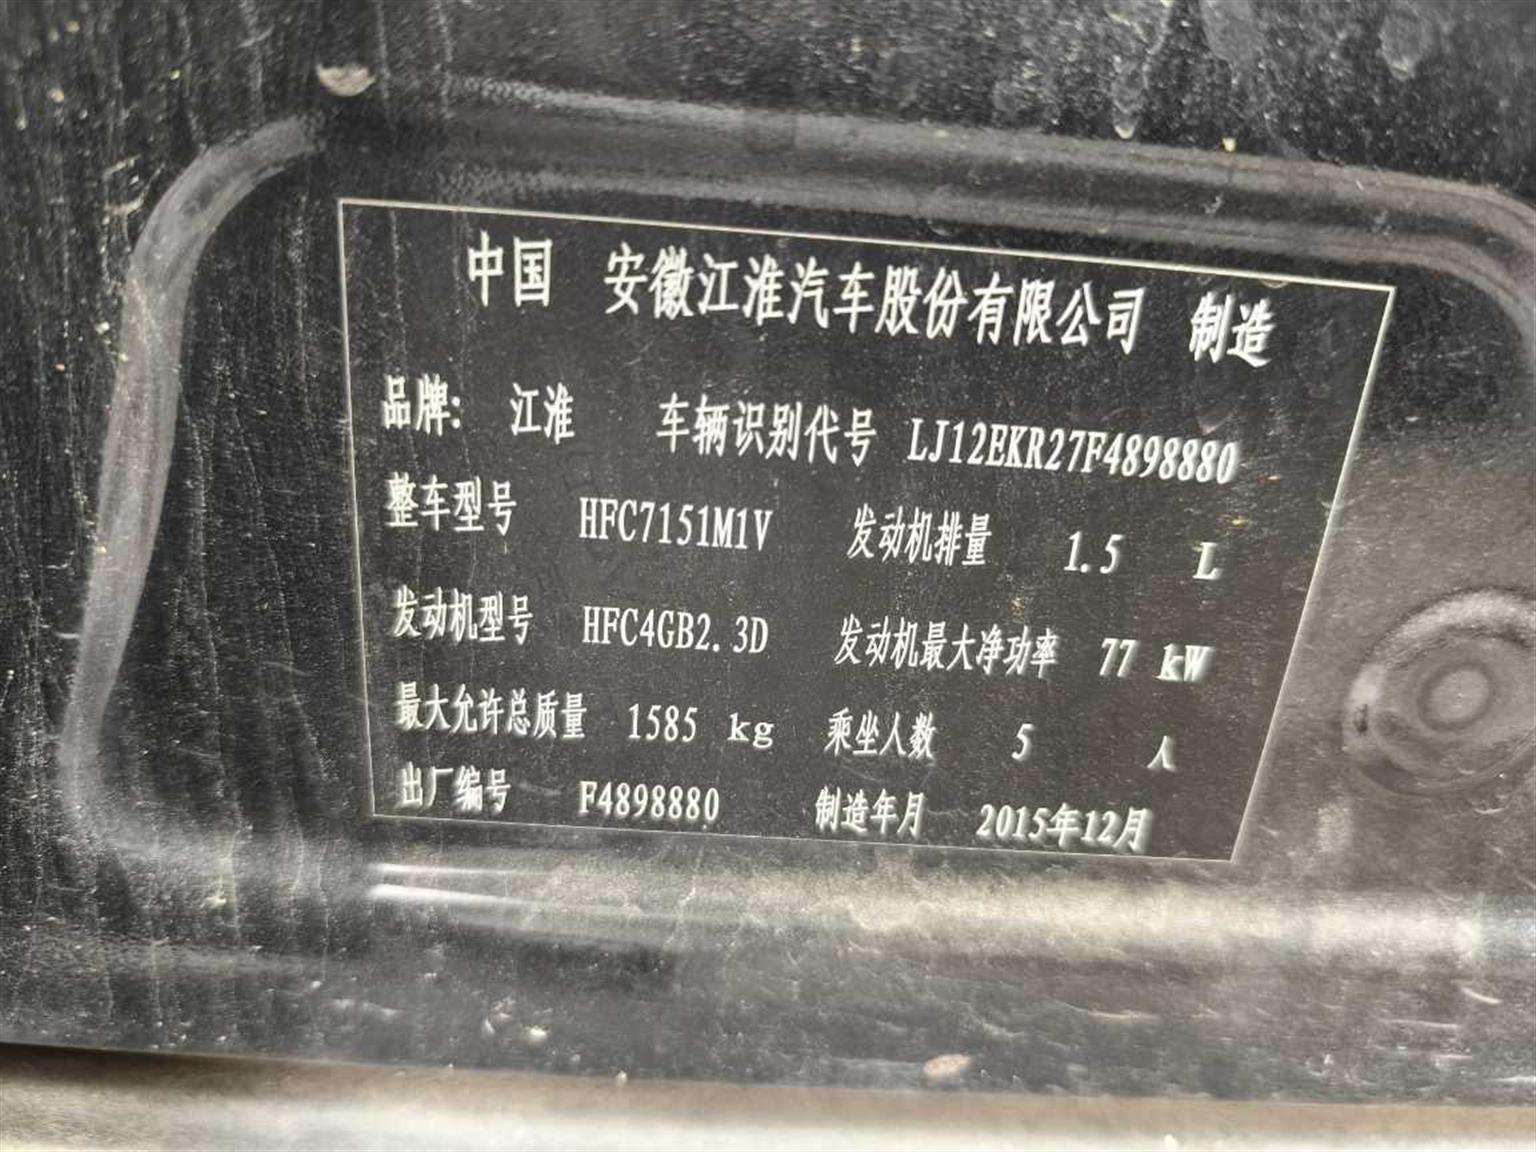 中国 安徽江淮汽车股份有限公司 制造
品牌: 江淮 车辆识别代号 LJ12EKR27F4898880
整车型号 HFC7151M1V 发动机排量 1.5 L
发动机型号 HFC4GB2.3D 发动机最大净功率 77 kW
最大允许总质量 1585 kg 乘坐人数 5 人
出厂编号 F4898880 制造年月 2015年12月